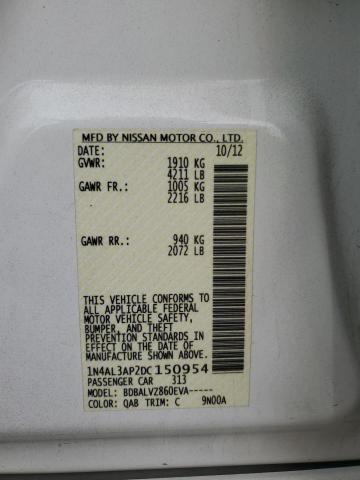 MFD BY NISSAN MOTOR CO., LTD.
DATE: 10/12
GVWR: 1910 KG
4211 LB
GAWR FR.: 1005 KG
2216 LB
GAWR RR.: 940 KG
2072 LB
THIS VEHICLE CONFORMS TO
ALL APPLICABLE FEDERAL
MOTOR VEHICLE SAFETY,
BUMPER, AND THEFT
PREVENTION STANDARDS IN
EFFECT ON THE DATE OF
MANUFACTURE SHOWN ABOVE.
1N4AL3AP2DC150954
PASSENGER CAR 313
MODEL: BDBALVZ860EVA-----
COLOR: QAB TRIM: C 9N00A